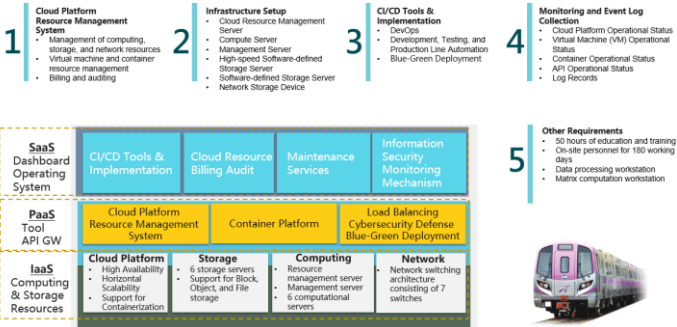 1
Cloud Platform
Resource Management
System
• Management of computing,
storage, and network resources
• Virtual machine and container
resource management
• Billing and auditing
2
Infrastructure Setup
• Cloud Resource Management
Server
• Compute Server
• Management Server
• High-speed Software-defined
Storage Server
• Software-defined Storage Server
• Network Storage Device
3
CI/CD Tools &
Implementation
• DevOps
• Development, Testing, and
Production Line Automation
• Blue-Green Deployment
4
Monitoring and Event Log
Collection
• Cloud Platform Operational Status
• Virtual Machine (VM) Operational
Status
• Container Operational Status
• API Operational Status
• Log Records
5
Other Requirements
• 50 hours of education and training
• On-site personnel for 180 working
days
• Data processing workstation
• Matrix computation workstation
SaaS
Dashboard
Operating
System
CI/CD Tools &
Implementation
Cloud Resource
Billing Audit
Maintenance
Services
Information
Security
Monitoring
Mechanism
PaaS
Tool
API GW
Cloud Platform
Resource Management
System
Container Platform
Load Balancing
Cybersecurity Defense
Blue-Green Deployment
IaaS
Computing
& Storage
Resources
Cloud Platform
• High Availability
• Horizontal
Scalability
• Support for
Containerization
Storage
• 6 storage servers
• Support for Block,
Object, and File
storage
Computing
• Resource
management server
• Management server
• 6 computational
servers
Network
• Network switching
architecture
consisting of 7
switches